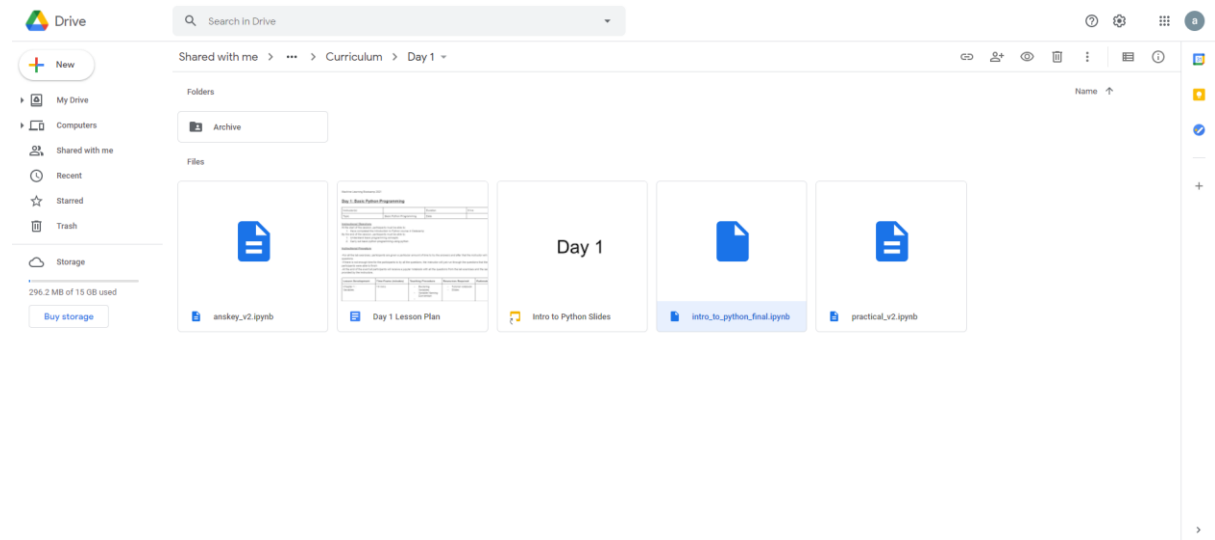 Drive
Search in Drive
a
New
Shared with me > ••• > Curriculum > Day 1
My Drive
Computers
Shared with me
Recent
Starred
Trash
Storage
296.2 MB of 15 GB used
Buy storage
Folders
Name
Archive
Files
Day 1: Basic Python Programming
Day 1
anskey_v2.ipynb
Day 1 Lesson Plan
Intro to Python Slides
intro_to_python_final.ipynb
practical_v2.ipynb